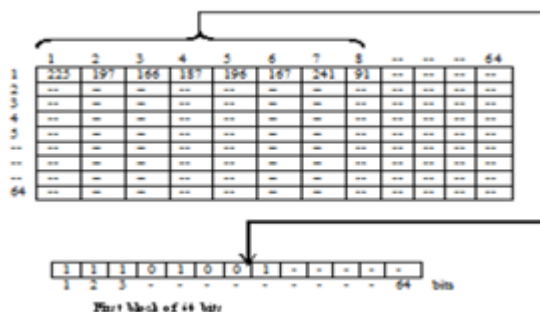 1 2 3 4 5 6 7 8 -- -- -- 64
1 225 197 166 187 196 167 241 91 -- -- -- --
2 -- -- -- -- -- -- -- -- -- -- -- --
3 -- -- -- -- -- -- -- -- -- -- -- --
4 -- -- -- -- -- -- -- -- -- -- -- --
5 -- -- -- -- -- -- -- -- -- -- -- --
-- -- -- -- -- -- -- -- -- -- -- -- --
-- -- -- -- -- -- -- -- -- -- -- -- --
-- -- -- -- -- -- -- -- -- -- -- -- --
64 -- -- -- -- -- -- -- -- -- -- -- --
1 1 1 0 1 0 0 1 - - - - -
1 2 3 - - - - - - - - - 64 bits
First block of 64 bits